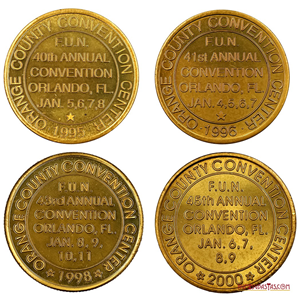 ORANGE COUNTY CONVENTION CENTER
F.U.N.
40th ANNUAL
CONVENTION
ORLANDO, FL.
JAN. 4,5,6,7,8
1995
ORANGE COUNTY CONVENTION CENTER
F.U.N.
41st ANNUAL
CONVENTION
ORLANDO, FL.
JAN. 4,5,6,7
1996
ORANGE COUNTY CONVENTION CENTER
F.U.N.
43rd ANNUAL
CONVENTION
ORLANDO, FL.
JAN. 8, 9,
10, 11
1998
ORANGE COUNTY CONVENTION CENTER
F.U.N.
45th ANNUAL
CONVENTION
ORLANDO, FL.
JAN. 6, 7,
8, 9
2000